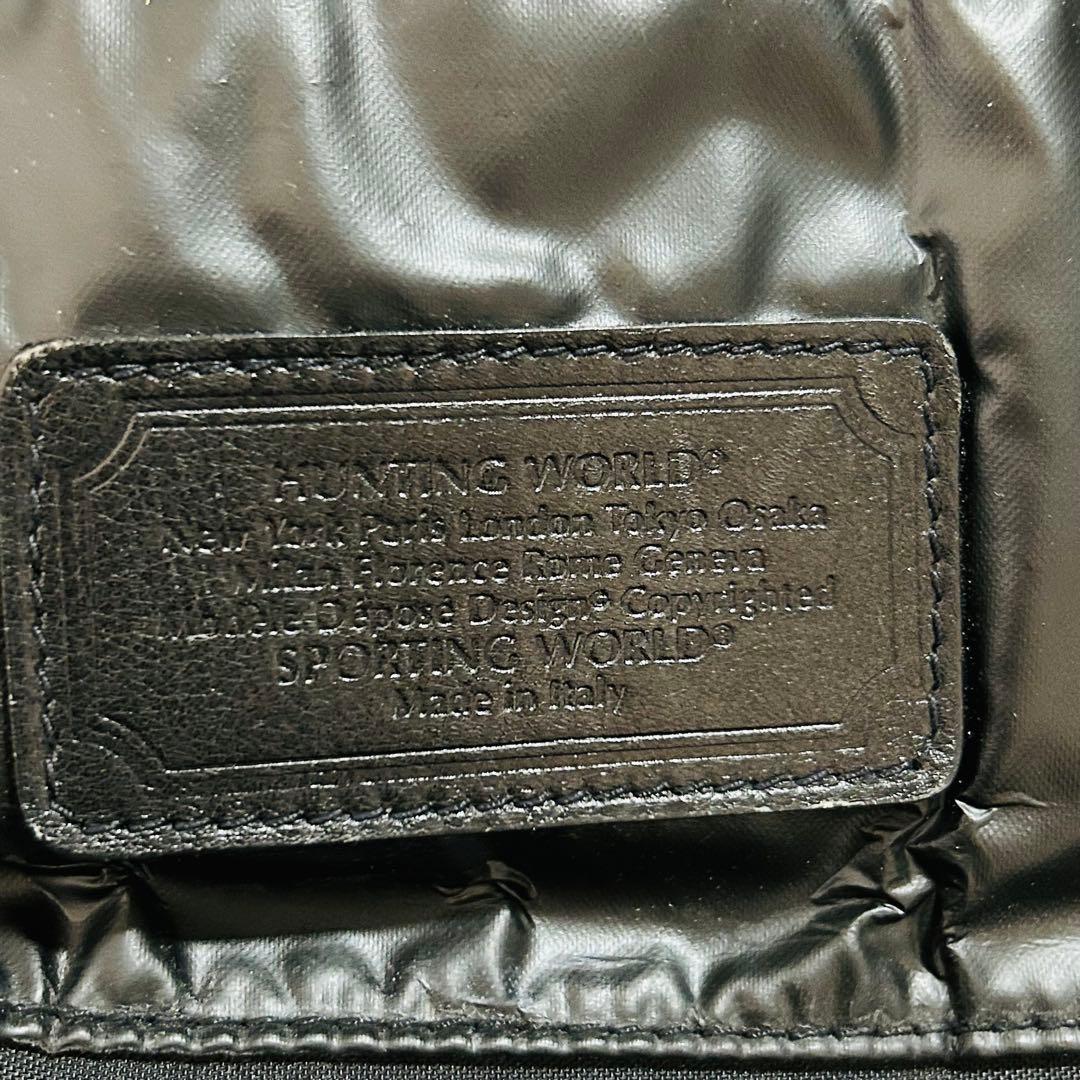 HUNTING WORLD®
New York Paris London Tokyo Osaka
Milan Florence Rome Geneva
Modèle Déposé Design® Copyrighted
SPORTING WORLD®
Made in Italy